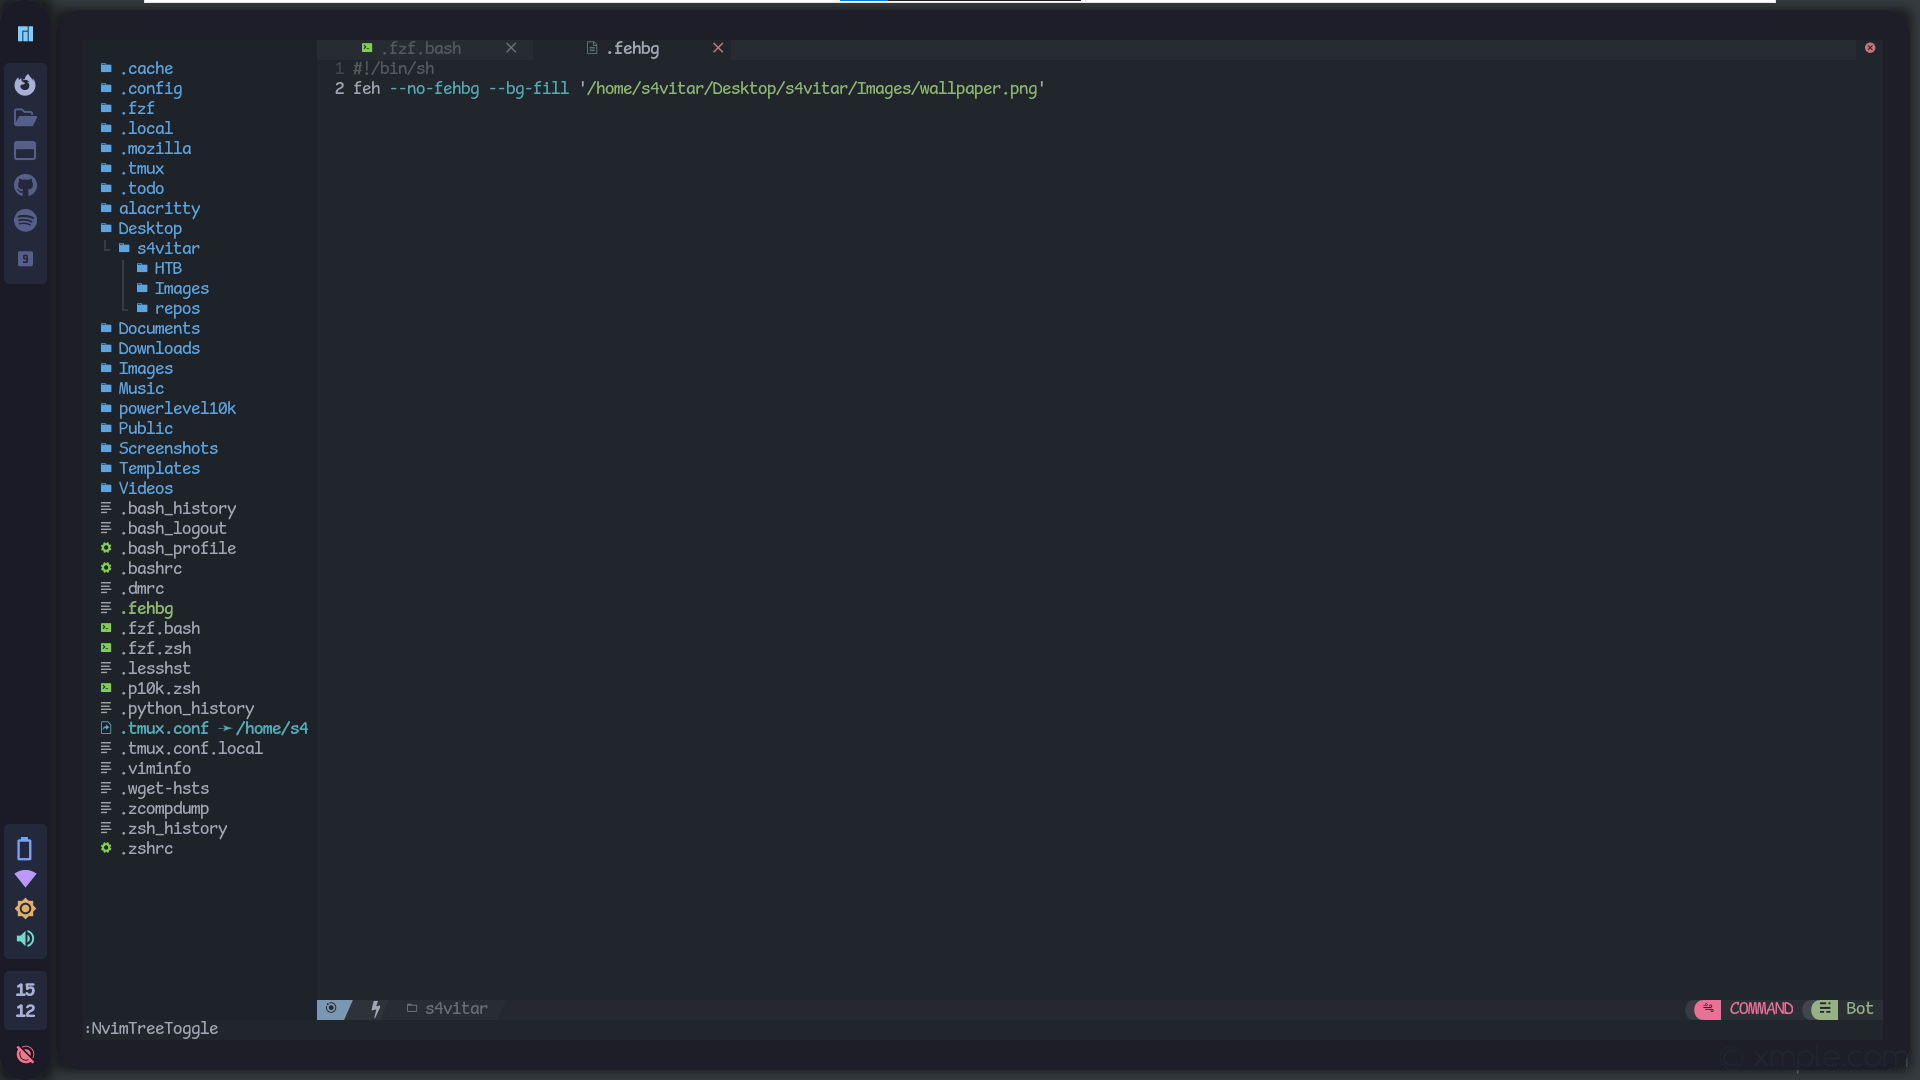 .fzf.bash
.fehbg
.cache
.config
.fzf
.local
.mozilla
.tmux
.todo
alacritty
Desktop
s4vitar
HTB
Images
repos
Documents
Downloads
Images
Music
powerlevel10k
Public
Screenshots
Templates
Videos
.bash_history
.bash_logout
.bash_profile
.bashrc
.dmrc
.fehbg
.fzf.bash
.fzf.zsh
.lesshst
.p10k.zsh
.python_history
.tmux.conf ➛ /home/s4
.tmux.conf.local
.viminfo
.wget-hsts
.zcompdump
.zsh_history
.zshrc
1 #!/bin/sh
2 feh --no-fehbg --bg-fill '/home/s4vitar/Desktop/s4vitar/Images/wallpaper.png'
9
15
12
s4vitar
COMMAND
Bot
:NvimTreeToggle
© xmple.com